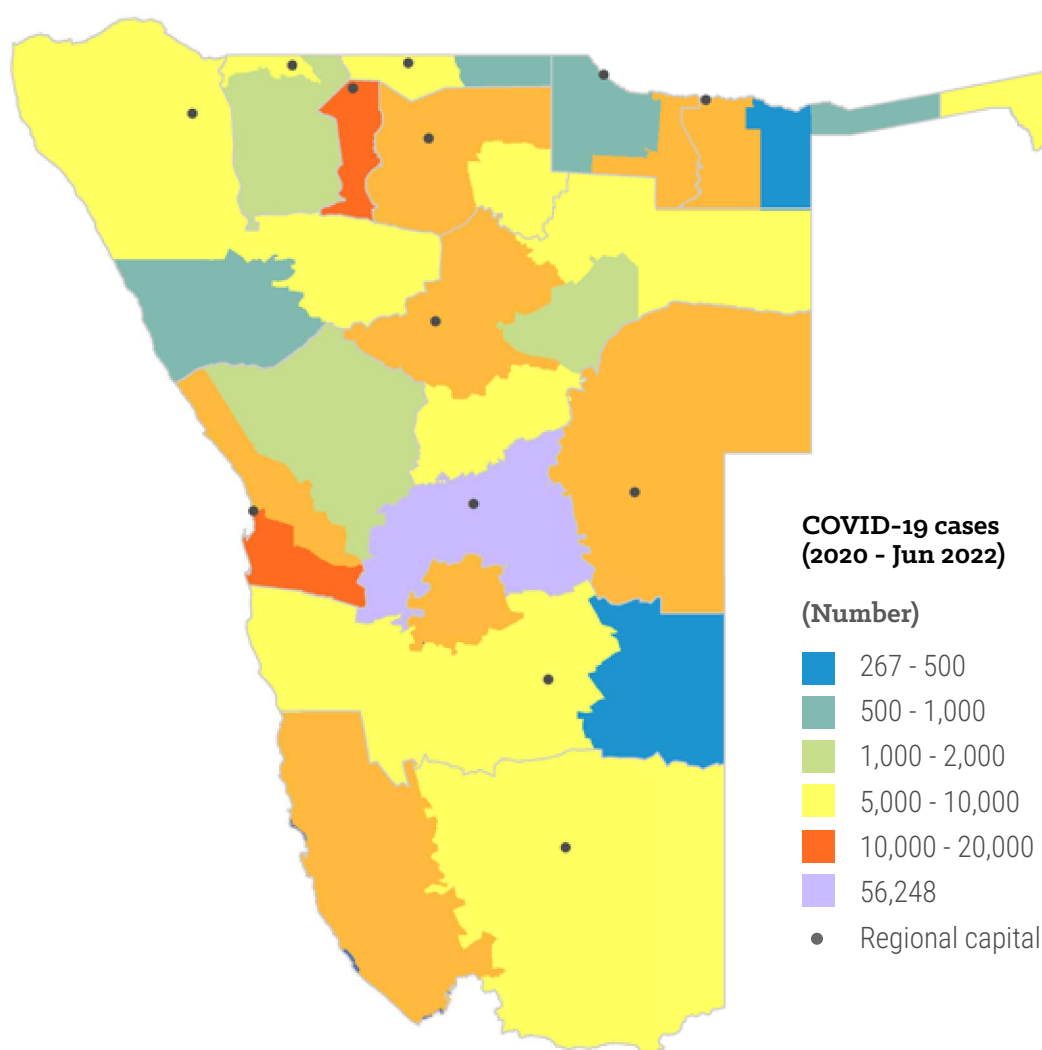 COVID-19 cases
(2020 - Jun 2022)
(Number)
267 - 500
500 - 1,000
1,000 - 2,000
5,000 - 10,000
10,000 - 20,000
56,248
Regional capital